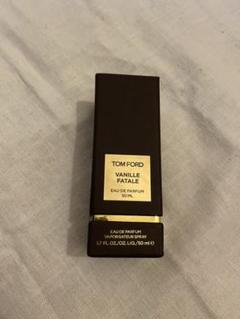 TOM FORD
VANILLE
FATALE
EAU DE PARFUM
50 ML
EAU DE PARFUM
VAPORISATEUR SPRAY
1.7 FL.OZ./OZ.LIQ./50 ml ℮